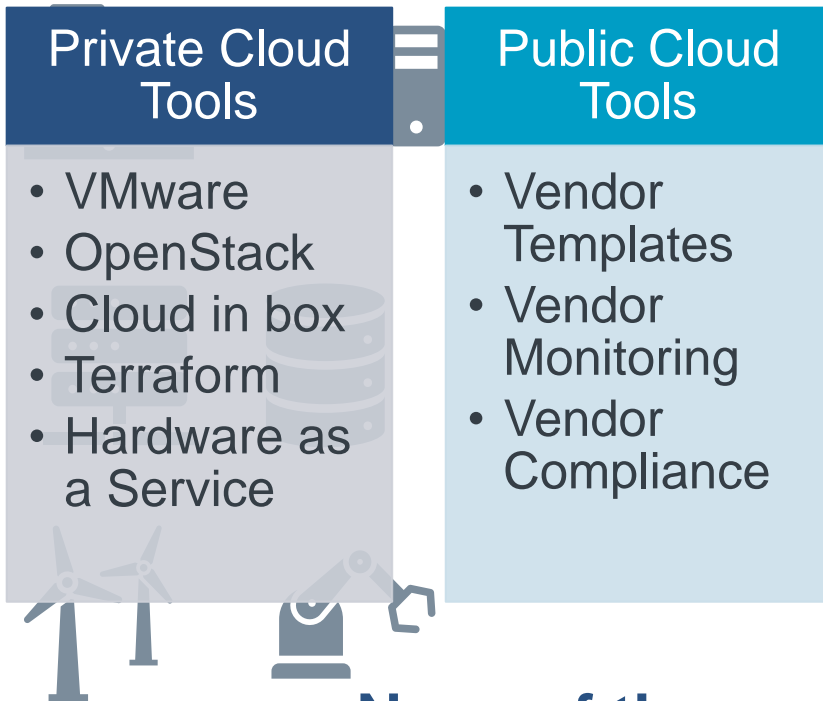 Private Cloud
Tools
• VMware
• OpenStack
• Cloud in box
• Terraform
• Hardware as
a Service
Public Cloud
Tools
• Vendor
Templates
• Vendor
Monitoring
• Vendor
Compliance